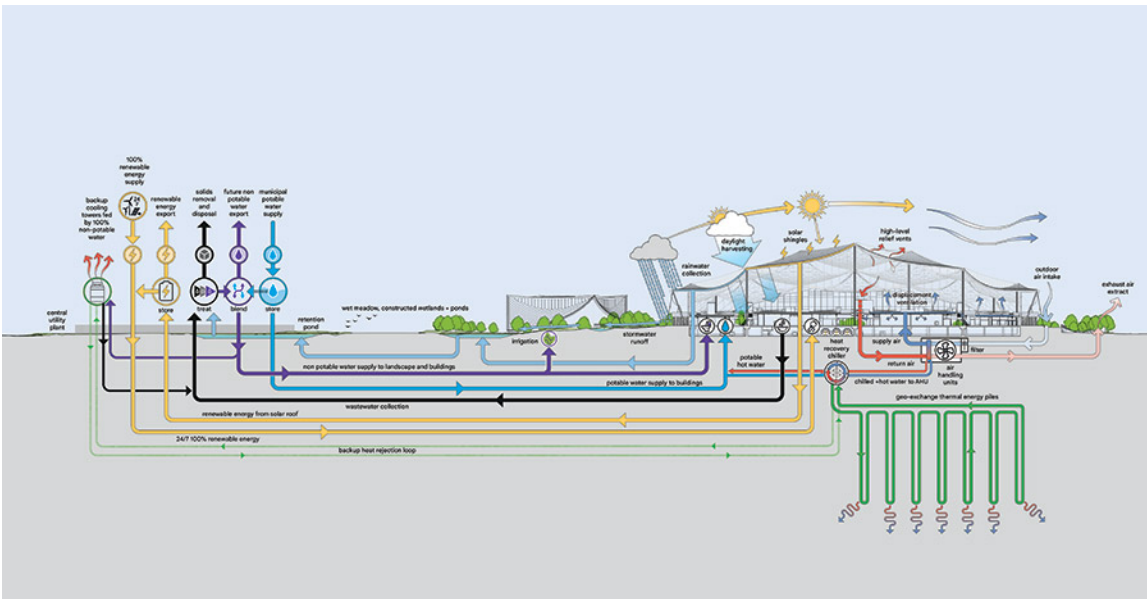 100%
renewable
energy
supply
backup
cooling
towers fed
by 100%
non-potable
water
renewable
energy
export
solids
removal
and
disposal
future non
potable
water
export
municipal
potable
water
supply
central
utility
plant
store
treat
blend
store
retention
pond
wet meadow, constructed wetlands + ponds
irrigation
stormwater
runoff
rainwater
collection
daylight
harvesting
solar
shingles
high-level
relief vents
displacement
ventilation
outdoor
air intake
exhaust air
extract
supply air
return air
filter
air
handling
units
heat
recovery
chiller
potable
hot water
chilled +hot water to AHU
geo-exchange thermal energy piles
non potable water supply to landscape and buildings
potable water supply to buildings
wastewater collection
renewable energy from solar roof
24/7 100% renewable energy
backup heat rejection loop